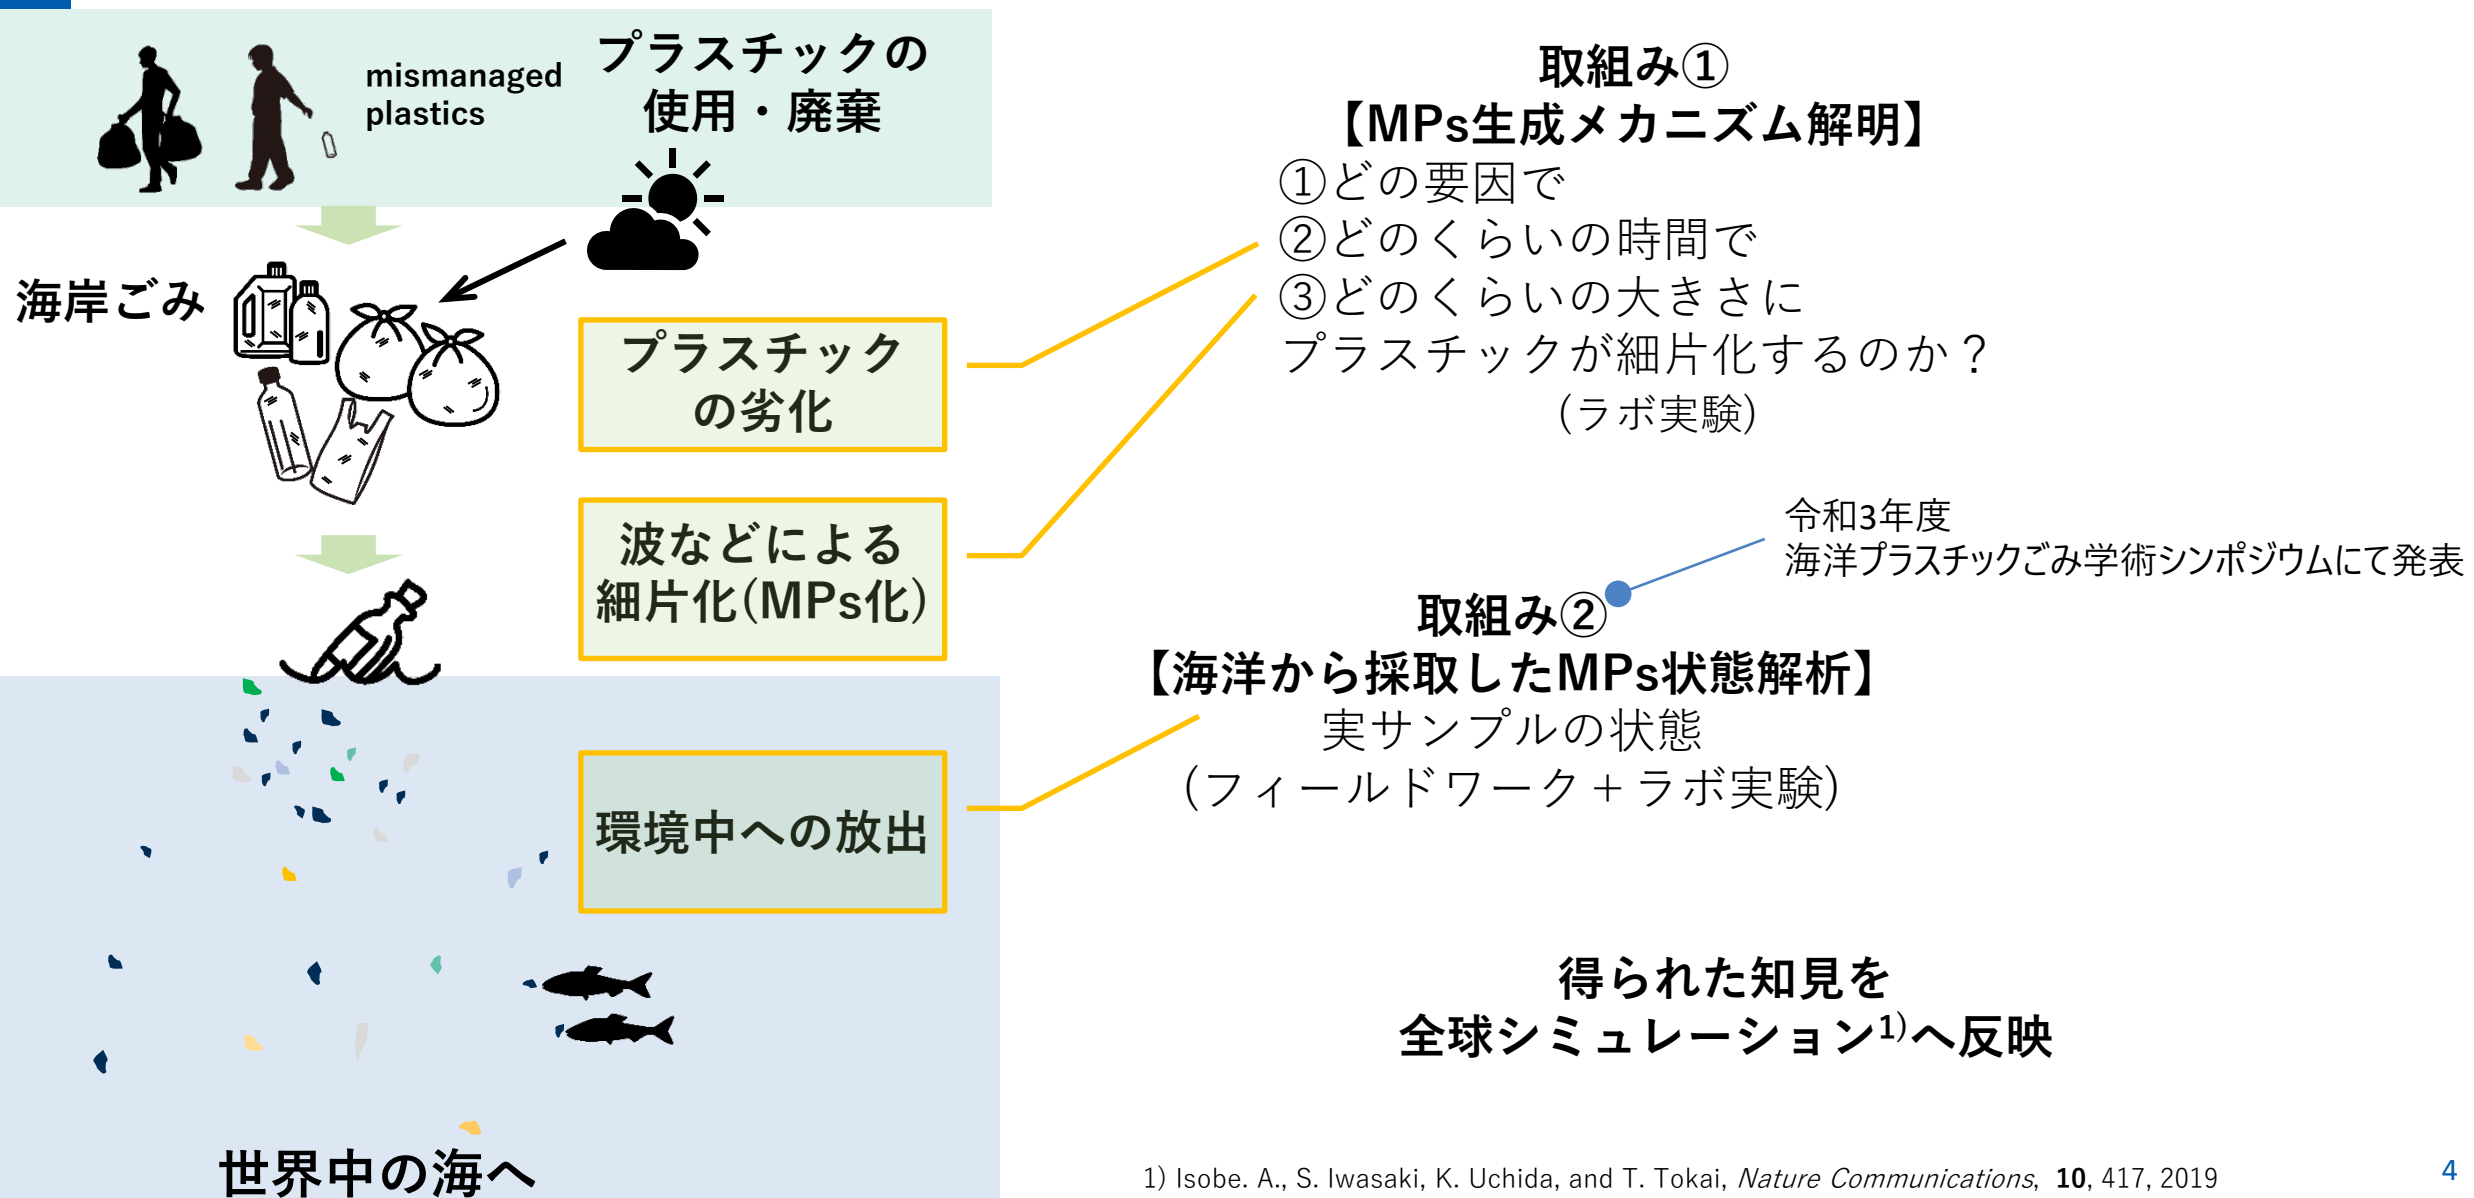 mismanaged
plastics
プラスチックの
使用・廃棄
海岸ごみ
プラスチック
の劣化
波などによる
細片化(MPs化)
環境中への放出
世界中の海へ
取組み①
【MPs生成メカニズム解明】
①どの要因で
②どのくらいの時間で
③どのくらいの大きさに
プラスチックが細片化するのか？
(ラボ実験)
令和3年度
海洋プラスチックごみ学術シンポジウムにて発表
取組み②
【海洋から採取したMPs状態解析】
実サンプルの状態
(フィールドワーク＋ラボ実験)
得られた知見を
全球シミュレーション1)へ反映
1) Isobe. A., S. Iwasaki, K. Uchida, and T. Tokai, Nature Communications, 10, 417, 2019
4